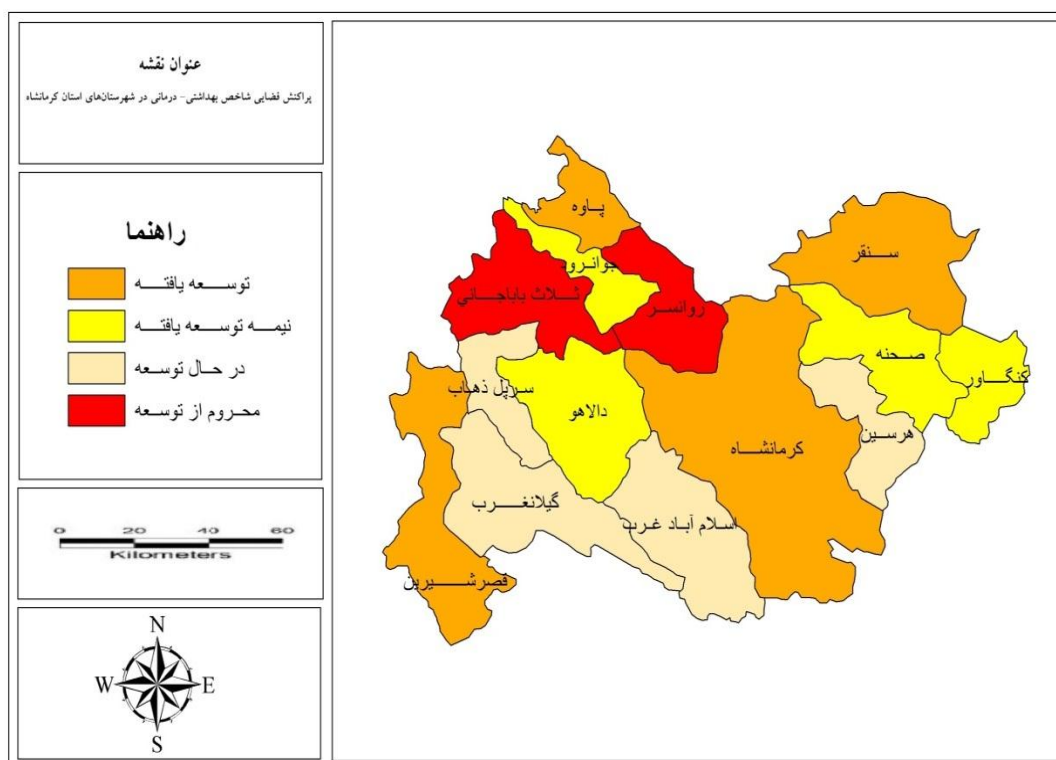 عنوان نقشه
پراکنش فضایی شاخص بهداشتی- درمانی در شهرستان‌های استان کرمانشاه
راهنما
توسعه یافته
نیمه توسعه یافته
در حال توسعه
محروم از توسعه
0 20 40 60
Kilometers
N
W E
S
پاوه
جوانرود
ثلاث باباجاني
روانسر
سنقر
صحنه
کنگاور
سرپل ذهاب
دالاهو
کرمانشاه
هرسین
گیلانغرب
اسلام آباد غرب
قصرشیرین